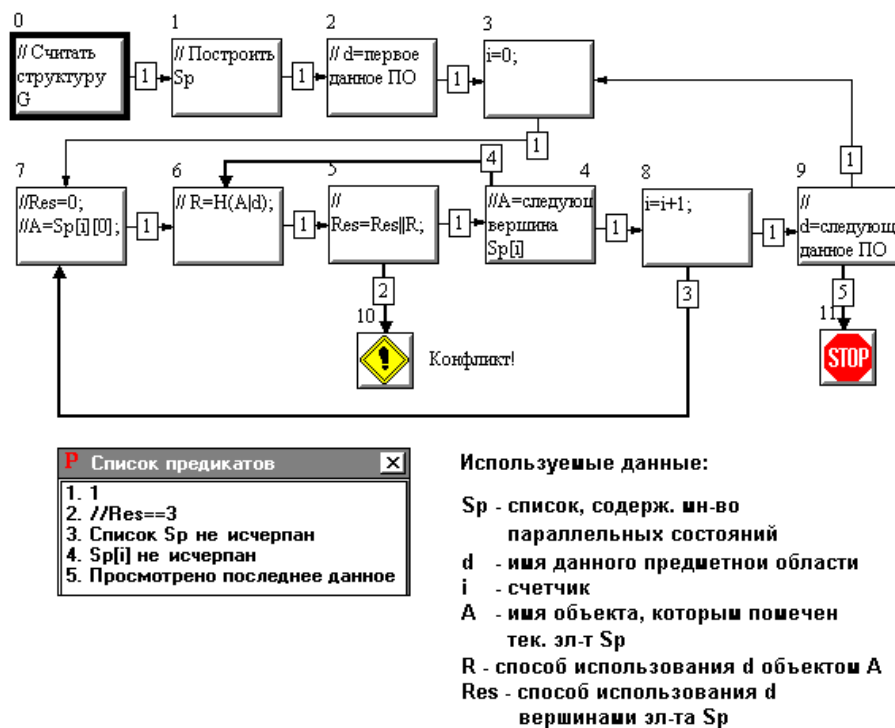 0
1
2
3
// Считать
структуру
G
1
// Построить
Sp
1
// d=первое
данное ПО
1
i=0;
1
1
7
6
5
4
4
8
9
//Res=0;
//A=Sp[i][0];
1
// R=H(A|d);
1
//
Res=Res||R;
1
//A=следующ
вершина
Sp[i]
1
i=i+1;
1
//
d=следующ
данное ПО
2
3
5
10
11
Конфликт!
STOP
P Список предикатов
1. 1
2. //Res==3
3. Список Sp не исчерпан
4. Sp[i] не исчерпан
5. Просмотрено последнее данное
Используемые данные:
Sp - список, содерж. мн-во
параллельных состояний
d - имя данного предметнои области
i - счетчик
A - имя объекта, которым помечен
тек. эл-т Sp
R - способ использования d объектом A
Res - способ использования d
вершинами эл-та Sp